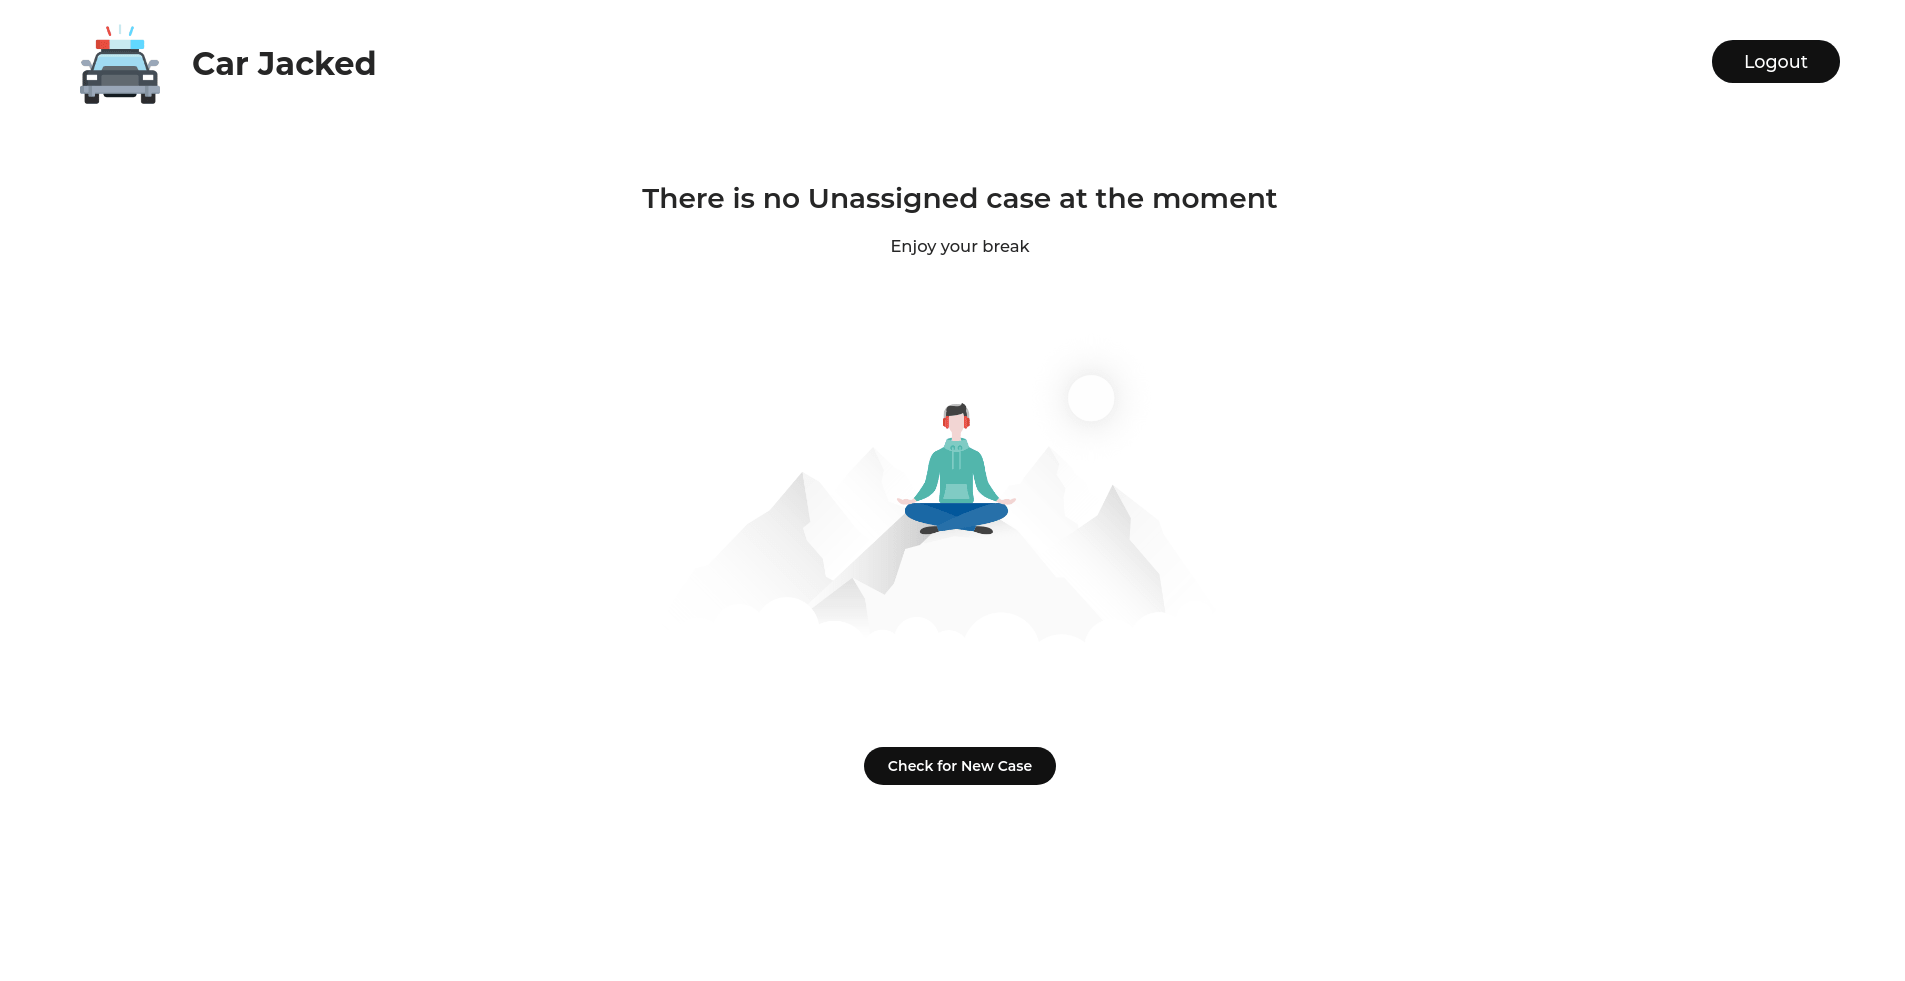 Car Jacked
Logout
There is no Unassigned case at the moment
Enjoy your break
Check for New Case